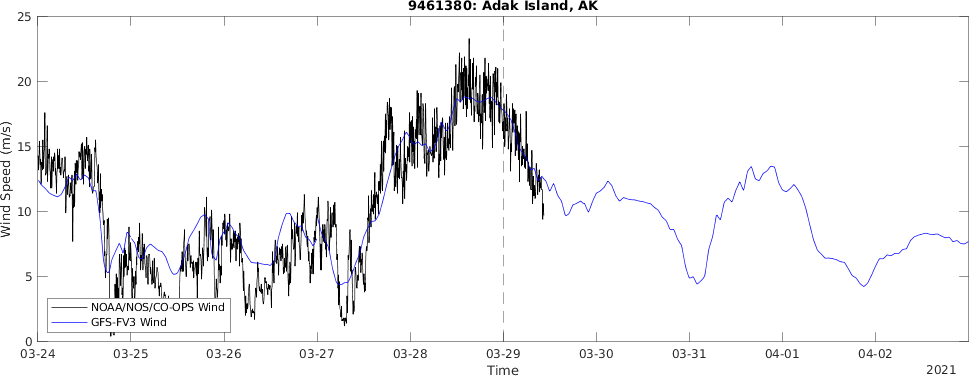 9461380: Adak Island, AK
25
20
15
10
5
0
Wind Speed (m/s)
NOAA/NOS/CO-OPS Wind
GFS-FV3 Wind
03-24 03-25 03-26 03-27 03-28 03-29 03-30 03-31 04-01 04-02
Time
2021